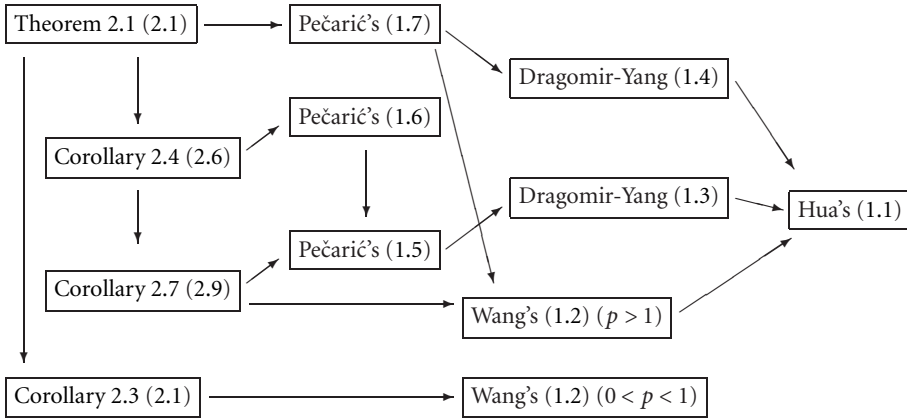 Theorem 2.1 (2.1)
Pečarić’s (1.7)
Dragomir-Yang (1.4)
Pečarić’s (1.6)
Corollary 2.4 (2.6)
Dragomir-Yang (1.3)
Hua’s (1.1)
Pečarić’s (1.5)
Corollary 2.7 (2.9)
Wang’s (1.2) (p > 1)
Corollary 2.3 (2.1)
Wang’s (1.2) (0 < p < 1)